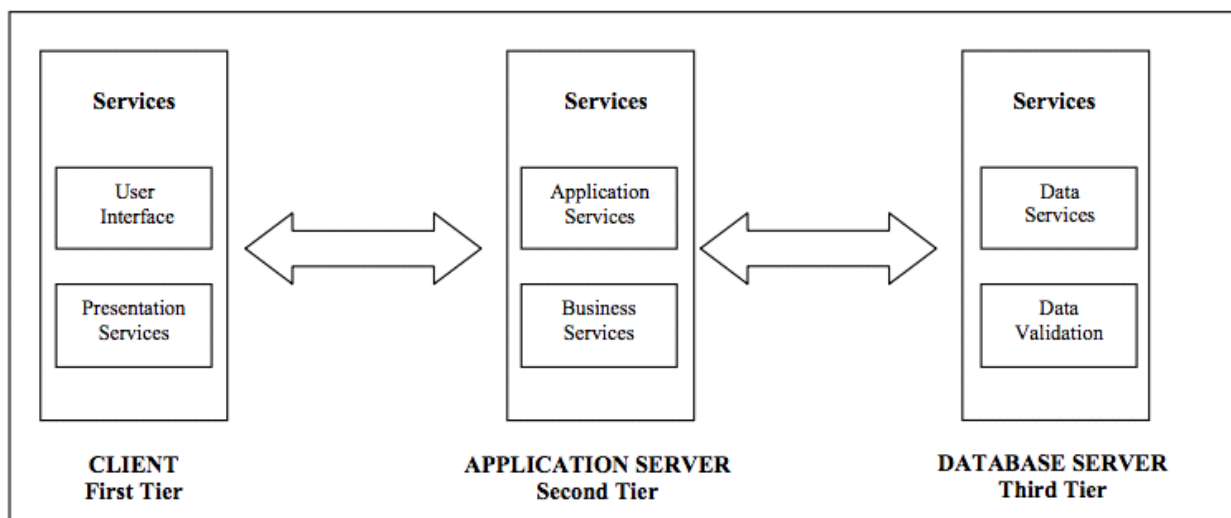 Services
User
Interface
Presentation
Services
CLIENT
First Tier
Services
Application
Services
Business
Services
APPLICATION SERVER
Second Tier
Services
Data
Services
Data
Validation
DATABASE SERVER
Third Tier